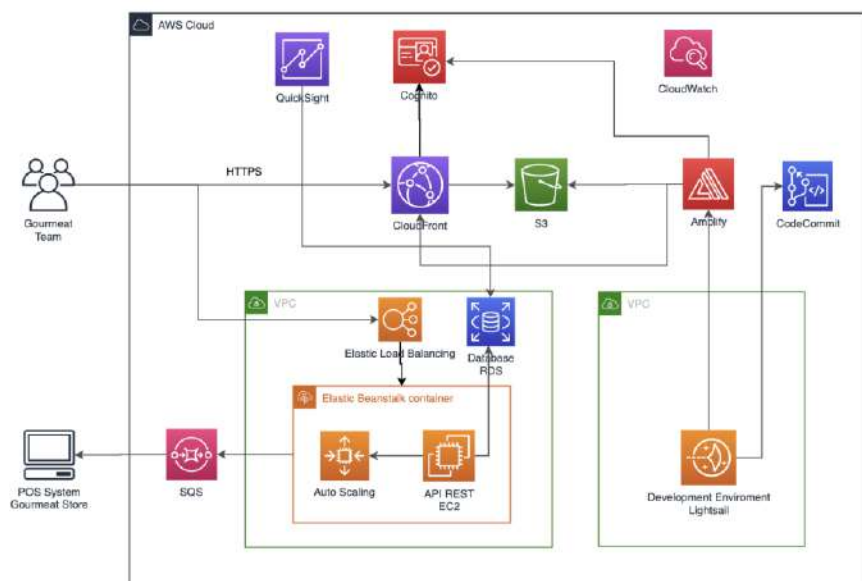 AWS Cloud
QuickSight
Cognito
CloudWatch
HTTPS
Gourmeat
Team
CloudFront
S3
Amplify
CodeCommit
VPC
VPC
Elastic Load Balancing
Database
RDS
Elastic Beanstalk container
POS System
Gourmeat Store
SQS
Auto Scaling
API REST
EC2
Development Enviroment
Lightsail